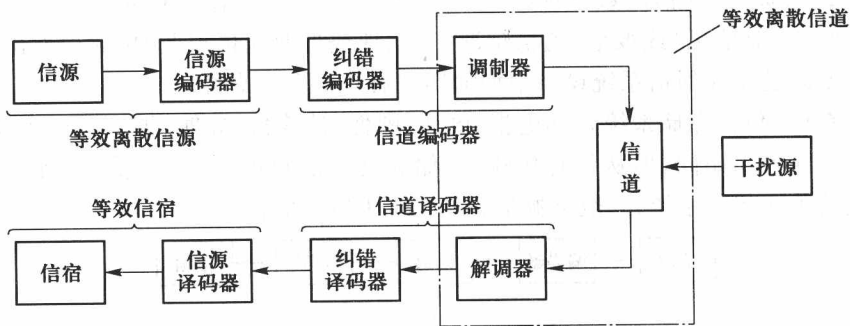 等效离散信道
信源
信源
编码器
纠错
编码器
调制器
等效离散信源
信道编码器
信
道
干扰源
等效信宿
信道译码器
信宿
信源
译码器
纠错
译码器
解调器